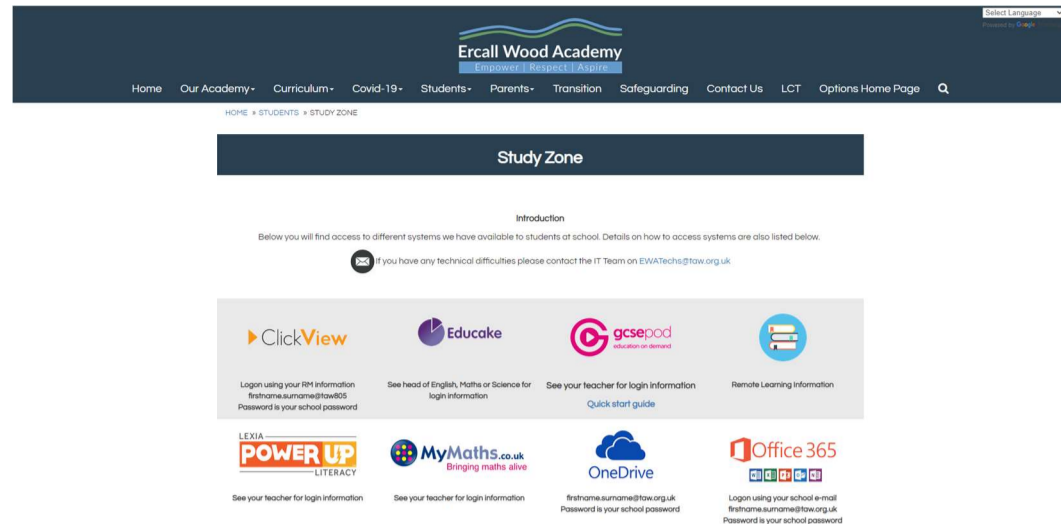 Select Language
Powered by Google
Ercall Wood Academy
Empower | Respect | Aspire
Home Our Academy Curriculum Covid-19 Students Parents Transition Safeguarding Contact Us LCT Options Home Page
HOME » STUDENTS » STUDY ZONE
Study Zone
Introduction
Below you will find access to different systems we have available to students at school. Details on how to access systems are also listed below.
If you have any technical difficulties please contact the IT Team on EWATechs@taw.org.uk
ClickView
Logon using your RM Information
firstname.surname@taw805
Password is your school password
Educake
See head of English, Maths or Science for
login information
gcsepod
education on demand
See your teacher for login information
Quick start guide
Remote Learning Information
LEXIA
POWER UP
LITERACY
See your teacher for login information
MyMaths.co.uk
Bringing maths alive
See your teacher for login information
OneDrive
firstname.surname@taw.org.uk
Password is your school password
Office 365
Logon using your school e-mail
firstname.surname@taw.org.uk
Password is your school password